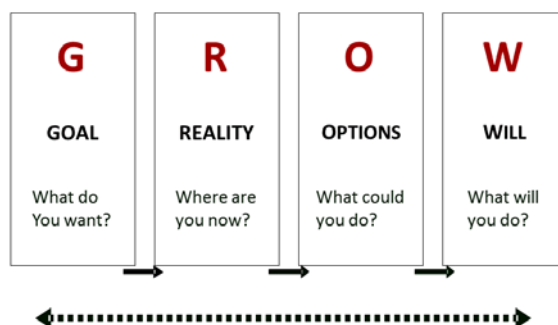 G R O W
GOAL REALITY OPTIONS WILL
What do Where are What could What will
You want? you now? you do? you do?